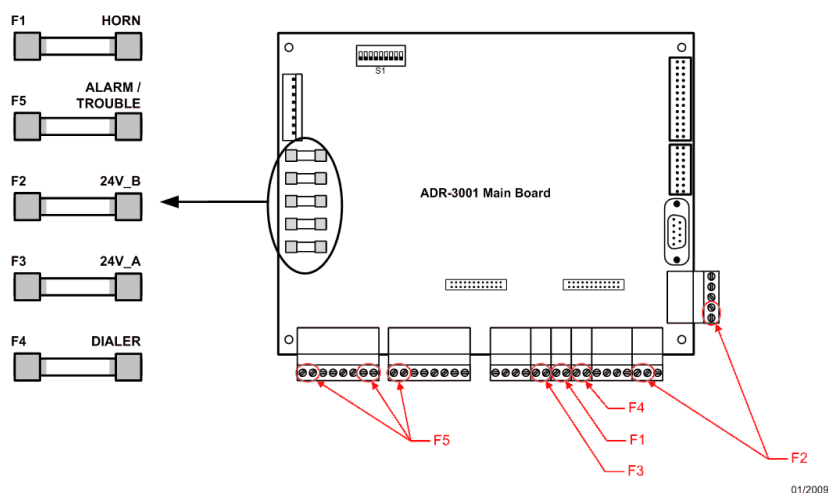 F1 HORN
F5 ALARM /
TROUBLE
F2 24V_B
F3 24V_A
F4 DIALER
S1
ADR-3001 Main Board
F4
F5
F1
F3
F2
01/2009